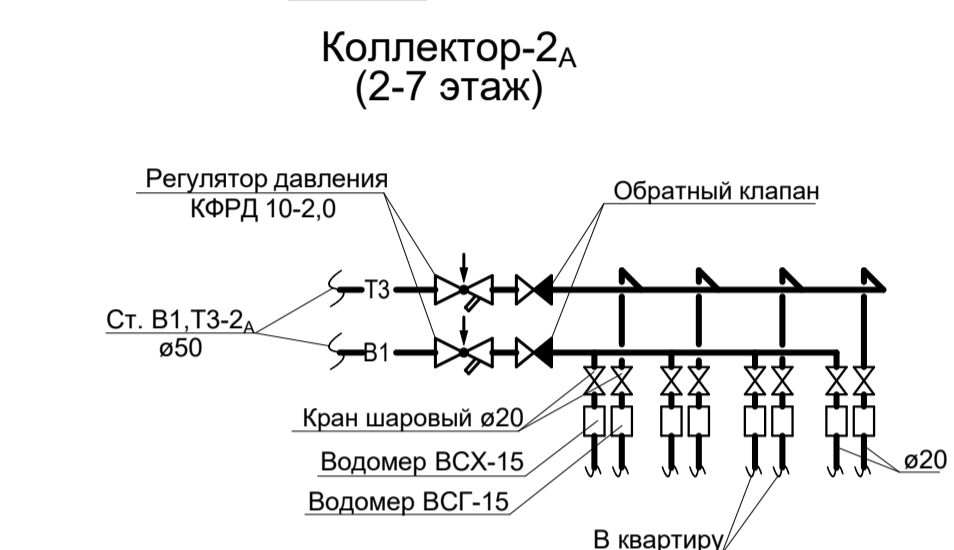 Коллектор-2А
(2-7 этаж)
Регулятор давления
КФРД 10-2,0
Обратный клапан
Т3
Ст. В1,Т3-2А
ø50
В1
Кран шаровый ø20
Водомер ВСХ-15
ø20
Водомер ВСГ-15
В квартиру